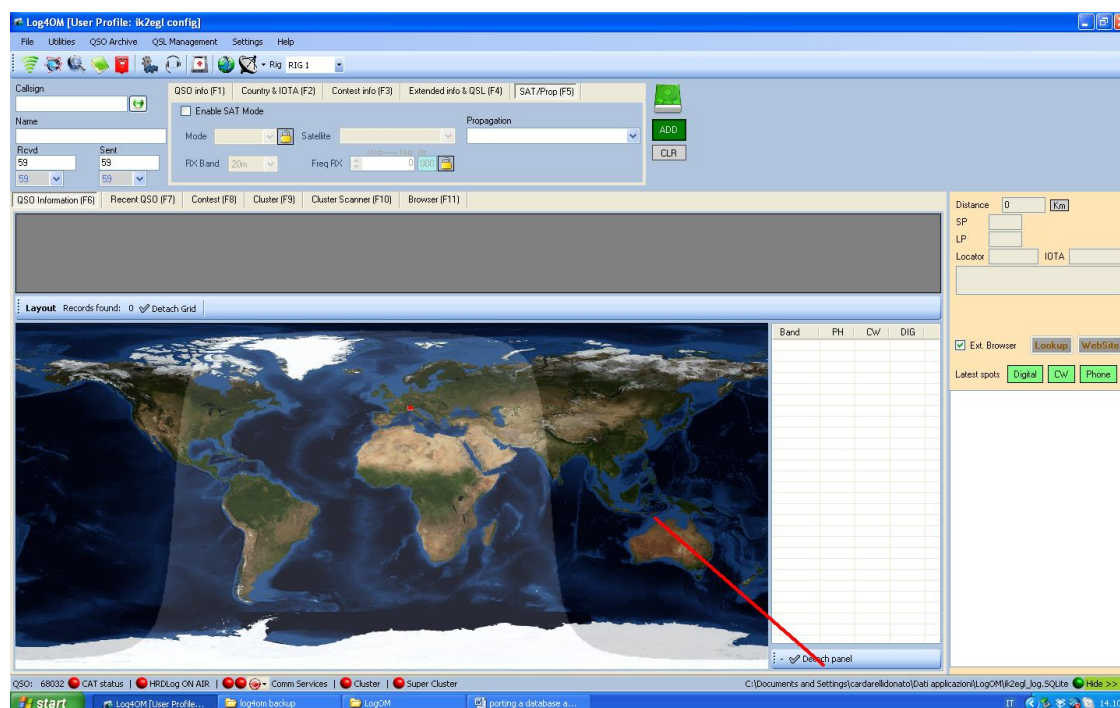 Log4OM [User Profile: ik2egl config]
File Utilities QSO Archive QSL Management Settings Help
Rig RIG 1
Callsign
Name
Rcvd Sent
59 59
59 59
QSO info (F1) Country & IOTA (F2) Contest info (F3) Extended info & QSL (F4) SAT/Prop (F5)
Enable SAT Mode
Mode Satellite
Propagation
RX Band 20m Freq RX 0 000
ADD
CLR
QSO Information (F6) Recent QSO (F7) Contest (F8) Cluster (F9) Cluster Scanner (F10) Browser (F11)
Layout Records found: 0 Detach Grid
Band PH CW DIG
- Detach panel
Distance 0 Km
SP
LP
Locator IOTA
Ext. Browser Lookup WebSite
Latest spots Digital CW Phone
QSO: 68032 CAT status | HRDLog ON AIR | - Comm Services | Cluster | Super Cluster
C:\Documents and Settings\cardarellidonato\Dati applicazioni\LogOM\ik2egl_log.SQLite Hide >>
start Log4OM [User Profile... log4om backup LogOM porting a database a... IT